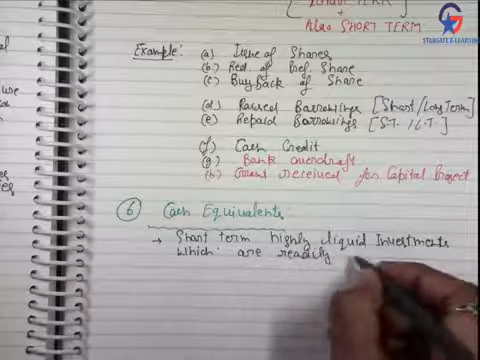 +
Also SHORT TERM
STARGATE E-LEARNING
Example:
(a) Issue of Shares
(b) Red. of Pref. Share
(c) Buy Back of Share
(d) Raised Borrowings [Short/Long Term]
(e) Repaid Borrowings [S.T. / L.T.]
(f) Cash Credit
(g) Bank overdraft
(h) Grant received for Capital Project
6 Cash Equivalents
→ Short term highly liquid Investments
which are readily